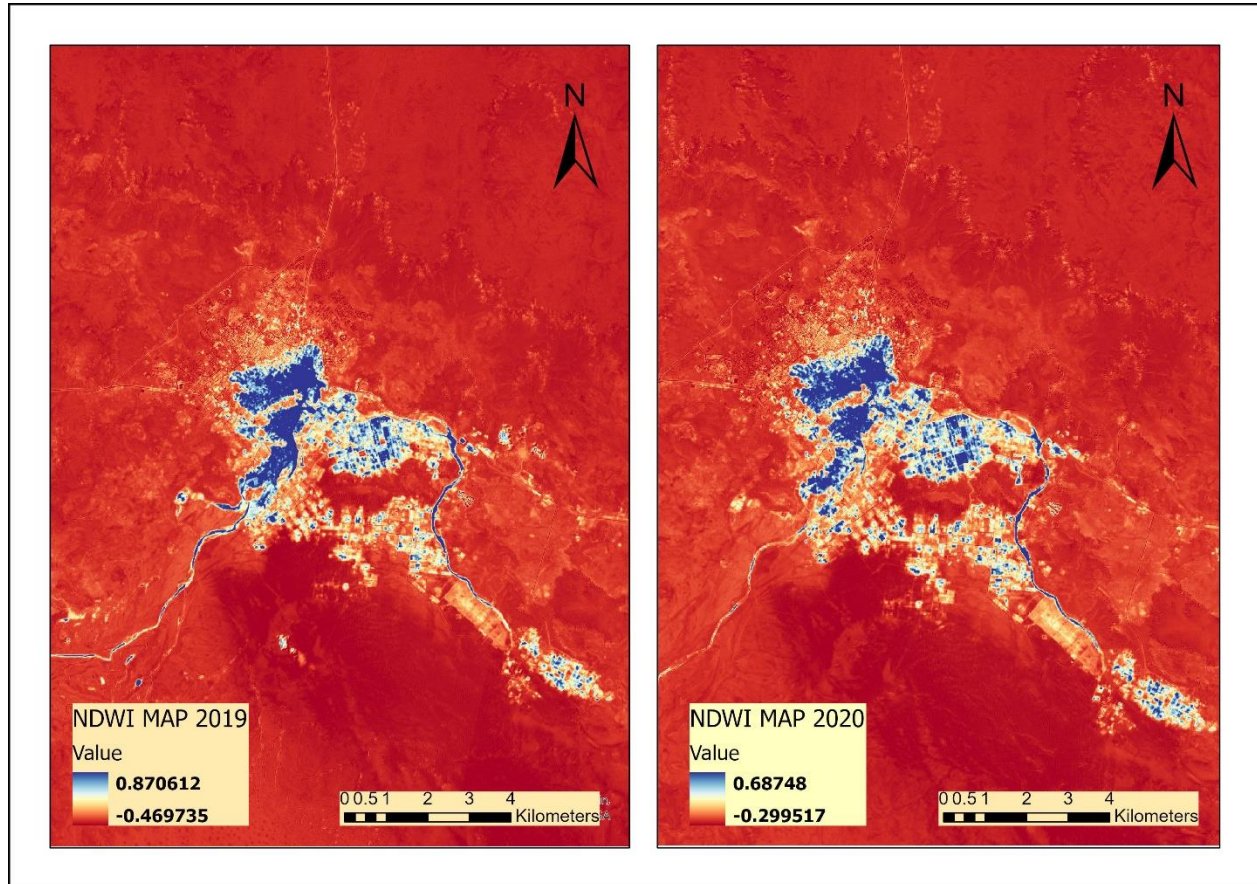 N
NDWI MAP 2019
Value
0.870612
-0.469735
0 0.5 1 2 3 4
Kilometers
N
NDWI MAP 2020
Value
0.68748
-0.299517
0 0.5 1 2 3 4
Kilometers